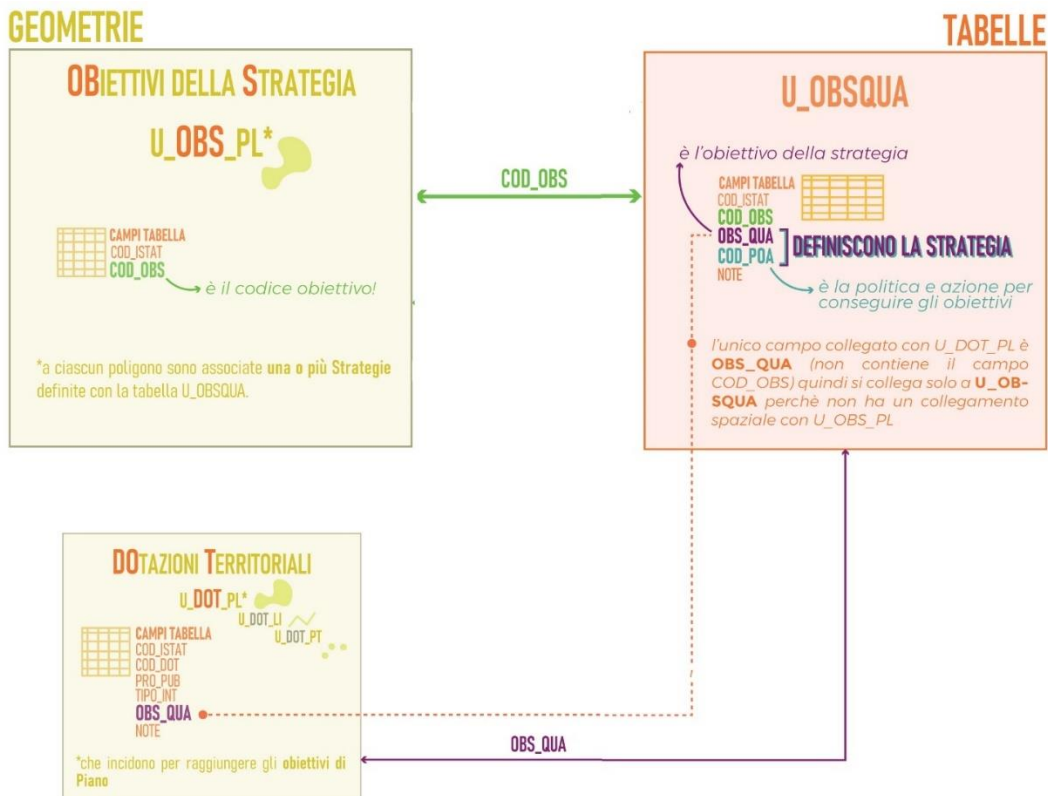 GEOMETRIE
OBIETTIVI DELLA STRATEGIA
U_OBS_PL*
CAMPI TABELLA
COD_ISTAT
COD_OBS
è il codice obiettivo!
*a ciascun poligono sono associate una o più Strategie
definite con la tabella U_OBSQUA.
COD_OBS
TABELLE
U_OBSQUA
è l'obiettivo della strategia
CAMPI TABELLA
COD_ISTAT
COD_OBS
OBS_QUA
COD_POA
NOTE
DEFINISCONO LA STRATEGIA
è la politica e azione per
conseguire gli obiettivi
l'unico campo collegato con U_DOT_PL è
OBS_QUA (non contiene il campo
COD_OBS) quindi si collega solo a U_OB-
SQUA perchè non ha un collegamento
spaziale con U_OBS_PL
DOTAZIONI TERRITORIALI
U_DOT_PL*
U_DOT_LI
U_DOT_PT
CAMPI TABELLA
COD_ISTAT
COD_DOT
PRO_PUB
TIPO_INT
OBS_QUA
NOTE
*che incidono per raggiungere gli obiettivi di
Piano
OBS_QUA